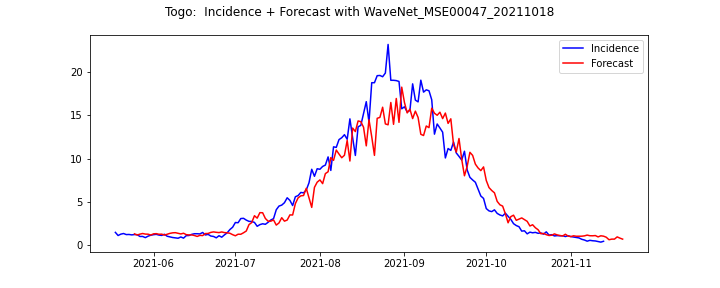 Togo:  Incidence + Forecast with WaveNet_MSE00047_20211018
Incidence
Forecast
20
15
10
5
0
2021-06 2021-07 2021-08 2021-09 2021-10 2021-11